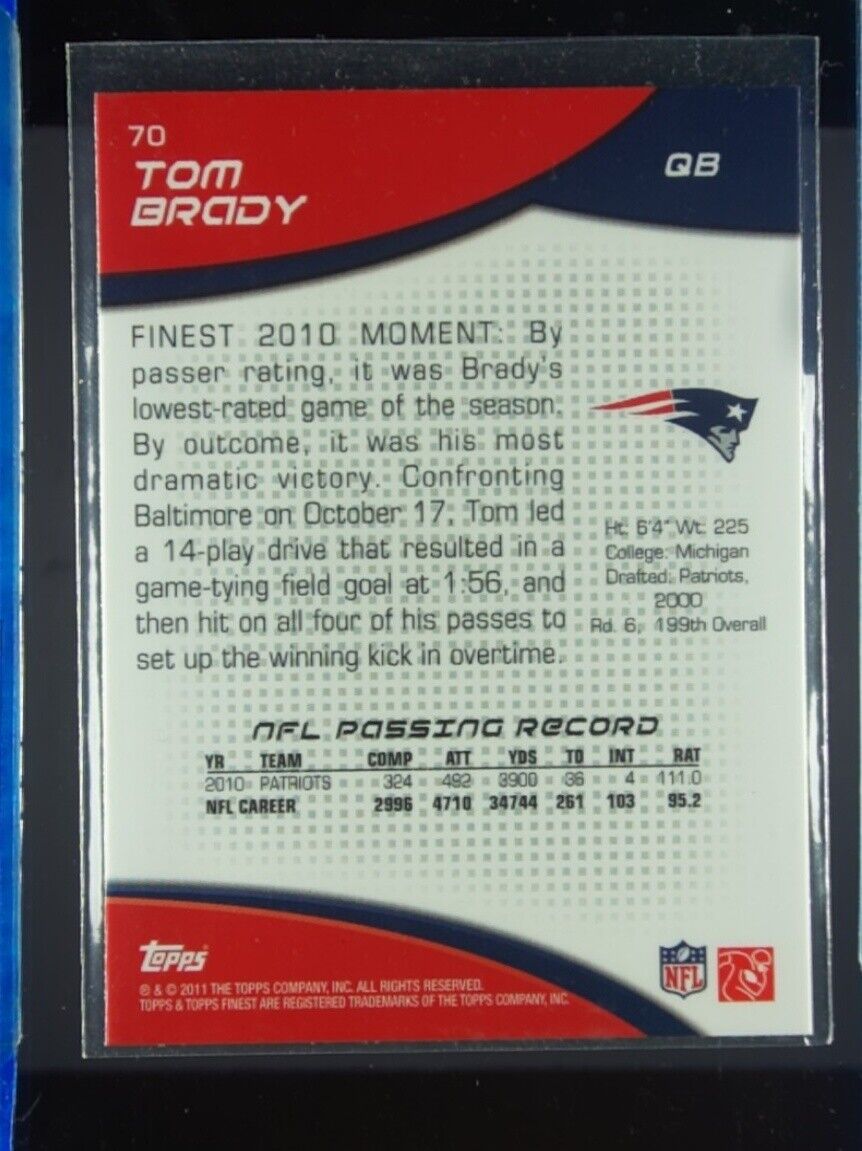 70
TOM
BRADY
QB
FINEST 2010 MOMENT: By
passer rating, it was Brady's
lowest-rated game of the season.
By outcome, it was his most
dramatic victory. Confronting
Baltimore on October 17, Tom led
a 14-play drive that resulted in a
game-tying field goal at 1:56, and
then hit on all four of his passes to
set up the winning kick in overtime.
Ht: 6'4" Wt: 225
College: Michigan
Drafted: Patriots,
2000
Rd. 6, 199th Overall
NFL PASSING RECORD
YR TEAM COMP ATT YDS TD INT RAT
2010 PATRIOTS 324 492 3900 36 4 111.0
NFL CAREER 2996 4710 34744 261 103 95.2
Topps
® & © 2011 THE TOPPS COMPANY, INC. ALL RIGHTS RESERVED.
TOPPS & TOPPS FINEST ARE REGISTERED TRADEMARKS OF THE TOPPS COMPANY, INC.
NFL